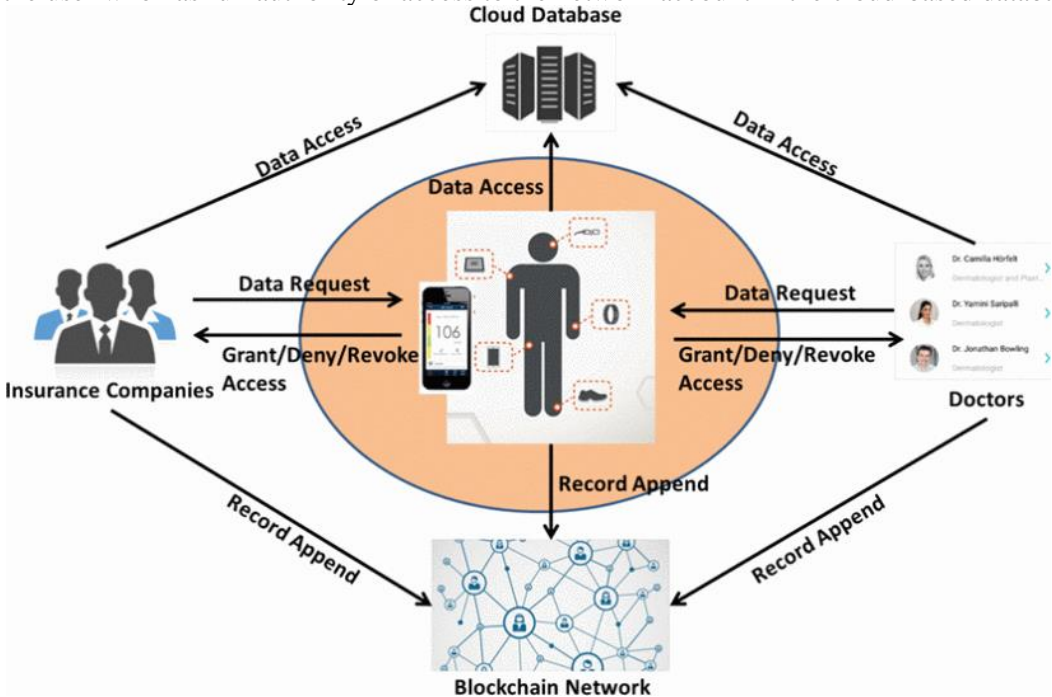 Cloud Database
Data Access
Data Access
Data Access
Dr. Camilla Hörfelt
Dermatologist and
Data Request
106
Data Request
Dr. Yamini Saripalli
Dermatologist
Grant/Deny/Revoke
Access
Grant/Deny/Revoke
Access
Dr. Jonathan Bowling
Dermatologist
Insurance Companies
Doctors
Record Append
Record Append
Record Append
Blockchain Network